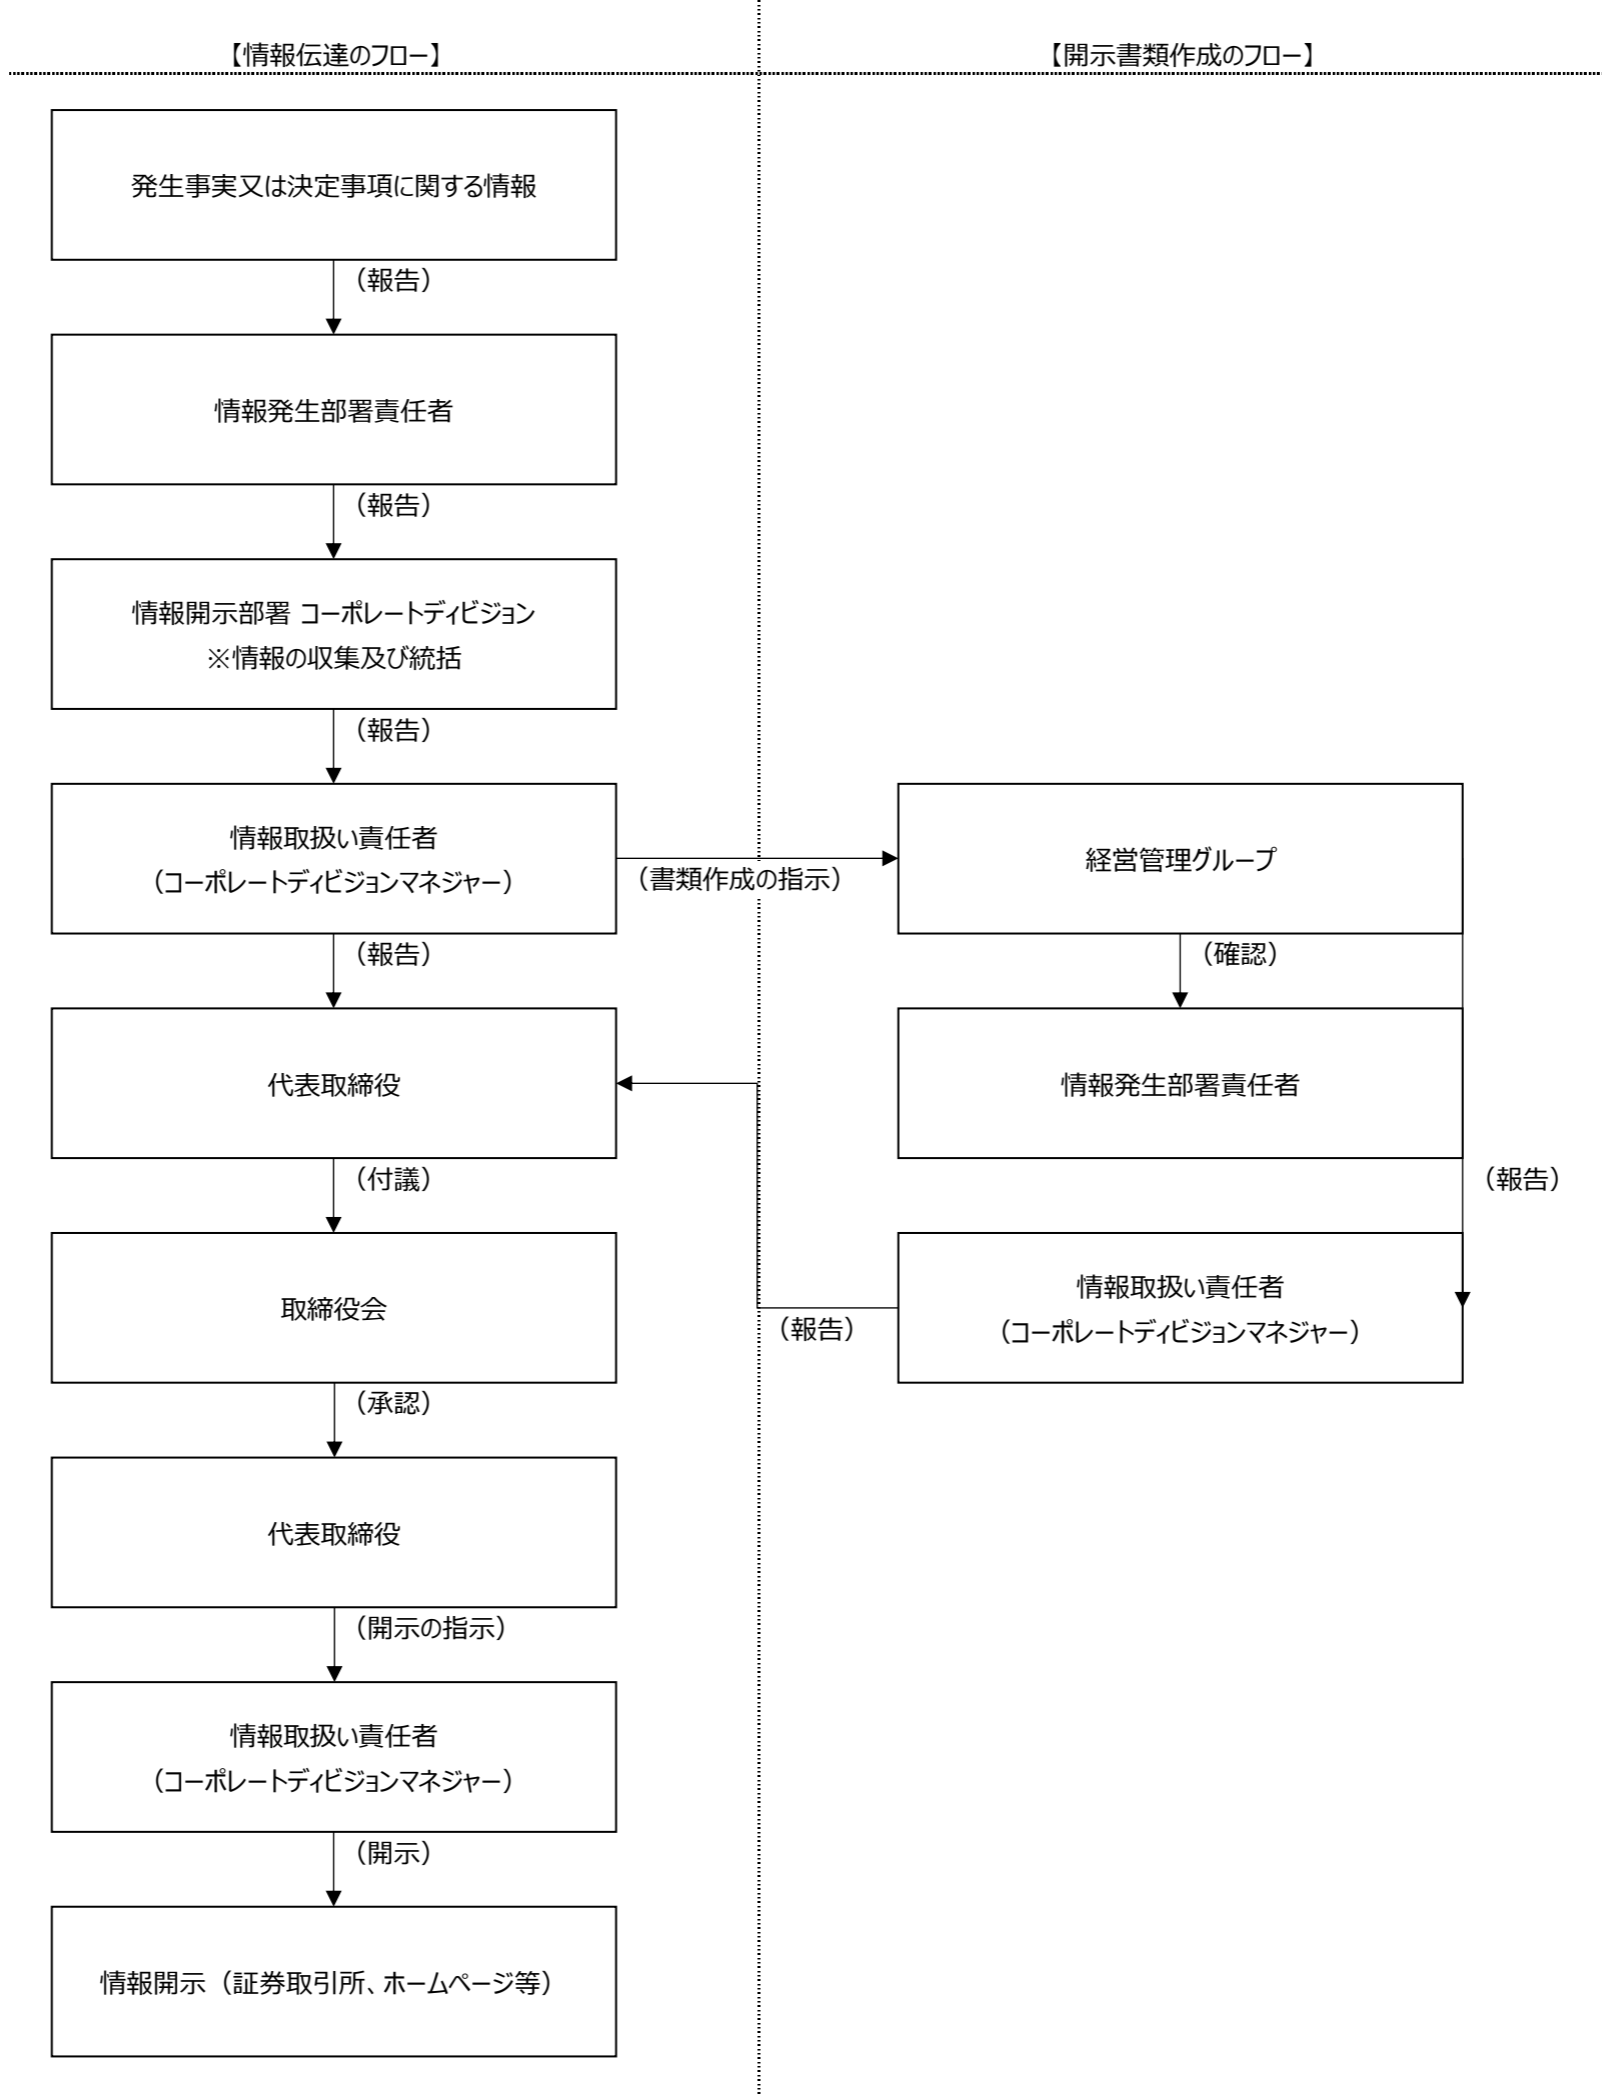 【情報伝達のフロー】
【開示書類作成のフロー】
発生事実又は決定事項に関する情報
（報告）
情報発生部署責任者
（報告）
情報開示部署 コーポレートディビジョン
※情報の収集及び統括
（報告）
情報取扱い責任者
（コーポレートディビジョンマネジャー）
（書類作成の指示）
経営管理グループ
（報告）
（確認）
代表取締役
情報発生部署責任者
（付議）
（報告）
取締役会
情報取扱い責任者
（コーポレートディビジョンマネジャー）
（報告）
（承認）
代表取締役
（開示の指示）
情報取扱い責任者
（コーポレートディビジョンマネジャー）
（開示）
情報開示（証券取引所、ホームページ等）